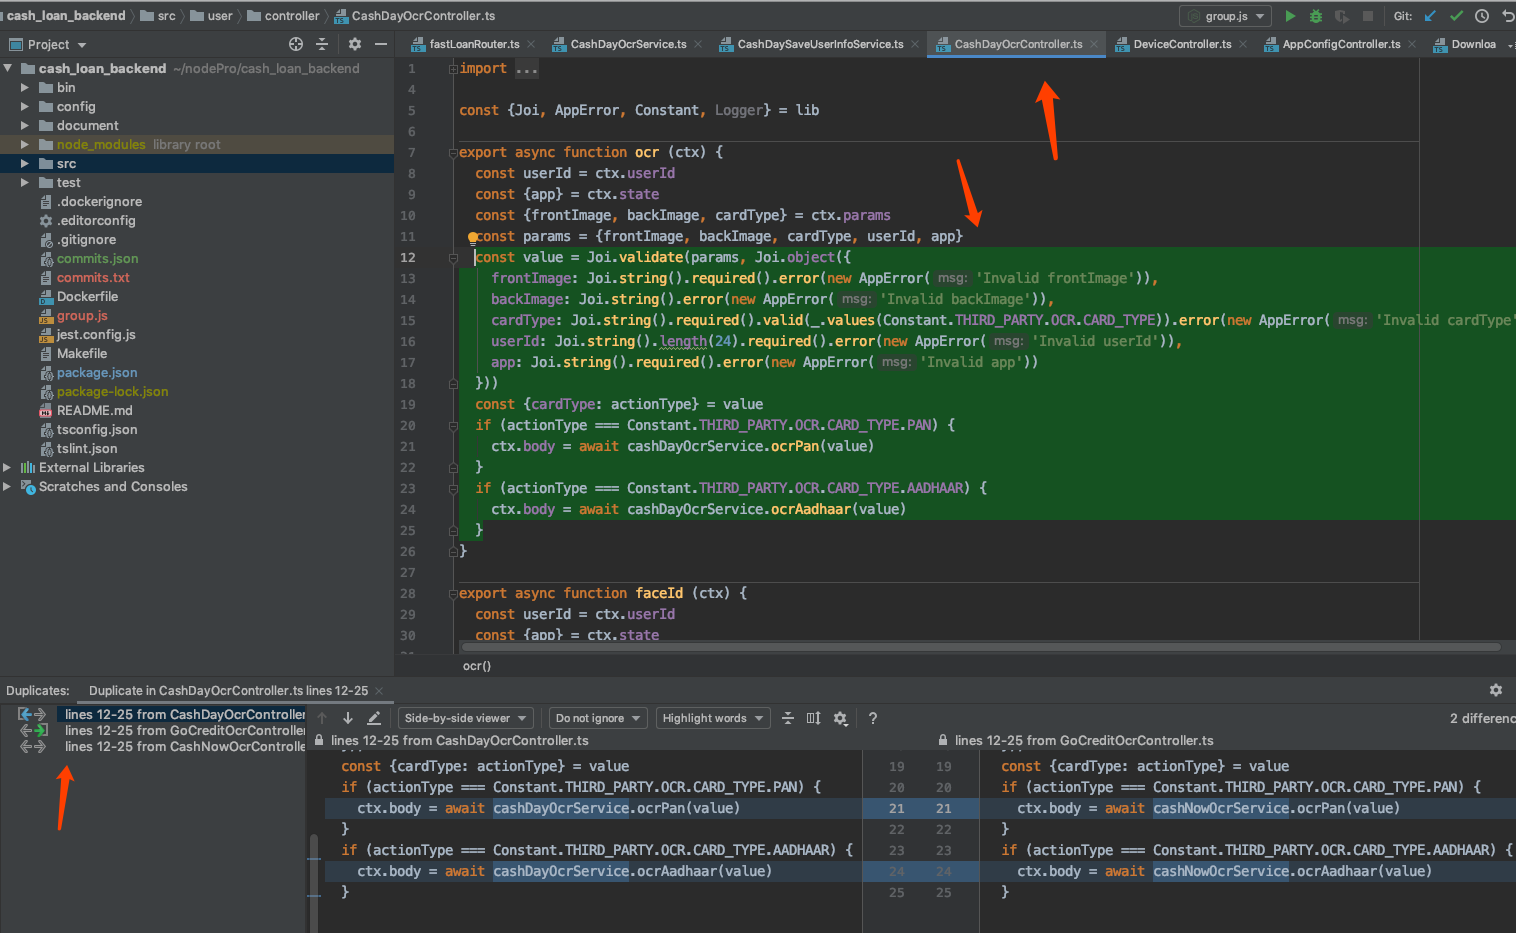 cash_loan_backend src user controller CashDayOcrController.ts group.js Git:
Project fastLoanRouter.ts CashDayOcrService.ts CashDaySaveUserInfoService.ts CashDayOcrController.ts DeviceController.ts AppConfigController.ts Downloa
cash_loan_backend ~/nodePro/cash_loan_backend
bin
config
document
node_modules library root
src
test
.dockerignore
.editorconfig
.gitignore
commits.json
commits.txt
Dockerfile
group.js
jest.config.js
Makefile
package.json
package-lock.json
README.md
tsconfig.json
tslint.json
External Libraries
Scratches and Consoles
1 import ...
4
5 const {Joi, AppError, Constant, Logger} = lib
6
7 export async function ocr (ctx) {
8 const userId = ctx.userId
9 const {app} = ctx.state
10 const {frontImage, backImage, cardType} = ctx.params
11 const params = {frontImage, backImage, cardType, userId, app}
12 const value = Joi.validate(params, Joi.object({
13 frontImage: Joi.string().required().error(new AppError( msg: 'Invalid frontImage')),
14 backImage: Joi.string().error(new AppError( msg: 'Invalid backImage')),
15 cardType: Joi.string().required().valid(_.values(Constant.THIRD_PARTY.OCR.CARD_TYPE)).error(new AppError( msg: 'Invalid cardType'
16 userId: Joi.string().length(24).required().error(new AppError( msg: 'Invalid userId')),
17 app: Joi.string().required().error(new AppError( msg: 'Invalid app'))
18 }))
19 const {cardType: actionType} = value
20 if (actionType === Constant.THIRD_PARTY.OCR.CARD_TYPE.PAN) {
21 ctx.body = await cashDayOcrService.ocrPan(value)
22 }
23 if (actionType === Constant.THIRD_PARTY.OCR.CARD_TYPE.AADHAAR) {
24 ctx.body = await cashDayOcrService.ocrAadhaar(value)
25 }
26 }
27
28 export async function faceId (ctx) {
29 const userId = ctx.userId
30 const {app} = ctx.state
ocr()
Duplicates: Duplicate in CashDayOcrController.ts lines 12-25
lines 12-25 from CashDayOcrController
lines 12-25 from GoCreditOcrController
lines 12-25 from CashNowOcrControlle
Side-by-side viewer Do not ignore Highlight words ? 2 differenc
lines 12-25 from CashDayOcrController.ts lines 12-25 from GoCreditOcrController.ts
const {cardType: actionType} = value 19 19 const {cardType: actionType} = value
if (actionType === Constant.THIRD_PARTY.OCR.CARD_TYPE.PAN) { 20 20 if (actionType === Constant.THIRD_PARTY.OCR.CARD_TYPE.PAN) {
ctx.body = await cashDayOcrService.ocrPan(value) 21 21 ctx.body = await cashNowOcrService.ocrPan(value)
} 22 22 }
if (actionType === Constant.THIRD_PARTY.OCR.CARD_TYPE.AADHAAR) { 23 23 if (actionType === Constant.THIRD_PARTY.OCR.CARD_TYPE.AADHAAR) {
ctx.body = await cashDayOcrService.ocrAadhaar(value) 24 24 ctx.body = await cashNowOcrService.ocrAadhaar(value)
} 25 25 }